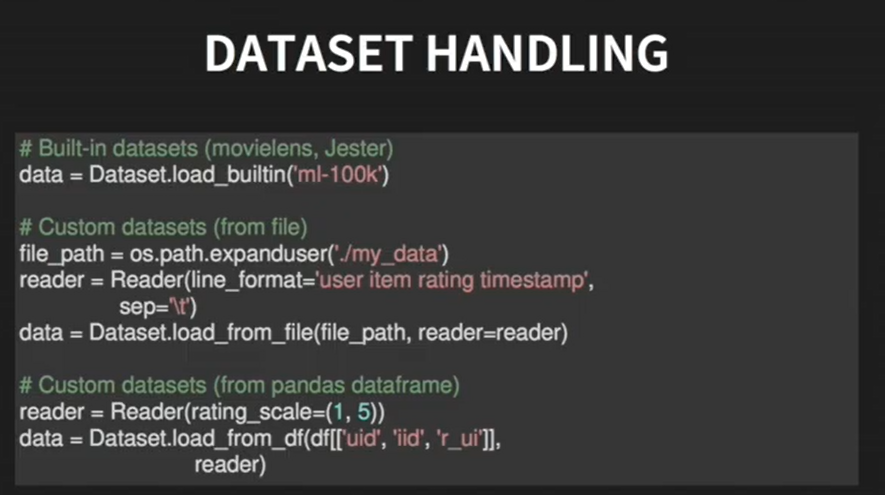 DATASET HANDLING
# Built-in datasets (movielens, Jester)
data = Dataset.load_builtin('ml-100k')
# Custom datasets (from file)
file_path = os.path.expanduser('./my_data')
reader = Reader(line_format='user item rating timestamp',
sep='\t')
data = Dataset.load_from_file(file_path, reader=reader)
# Custom datasets (from pandas dataframe)
reader = Reader(rating_scale=(1, 5))
data = Dataset.load_from_df(df[['uid', 'iid', 'r_ui']],
reader)